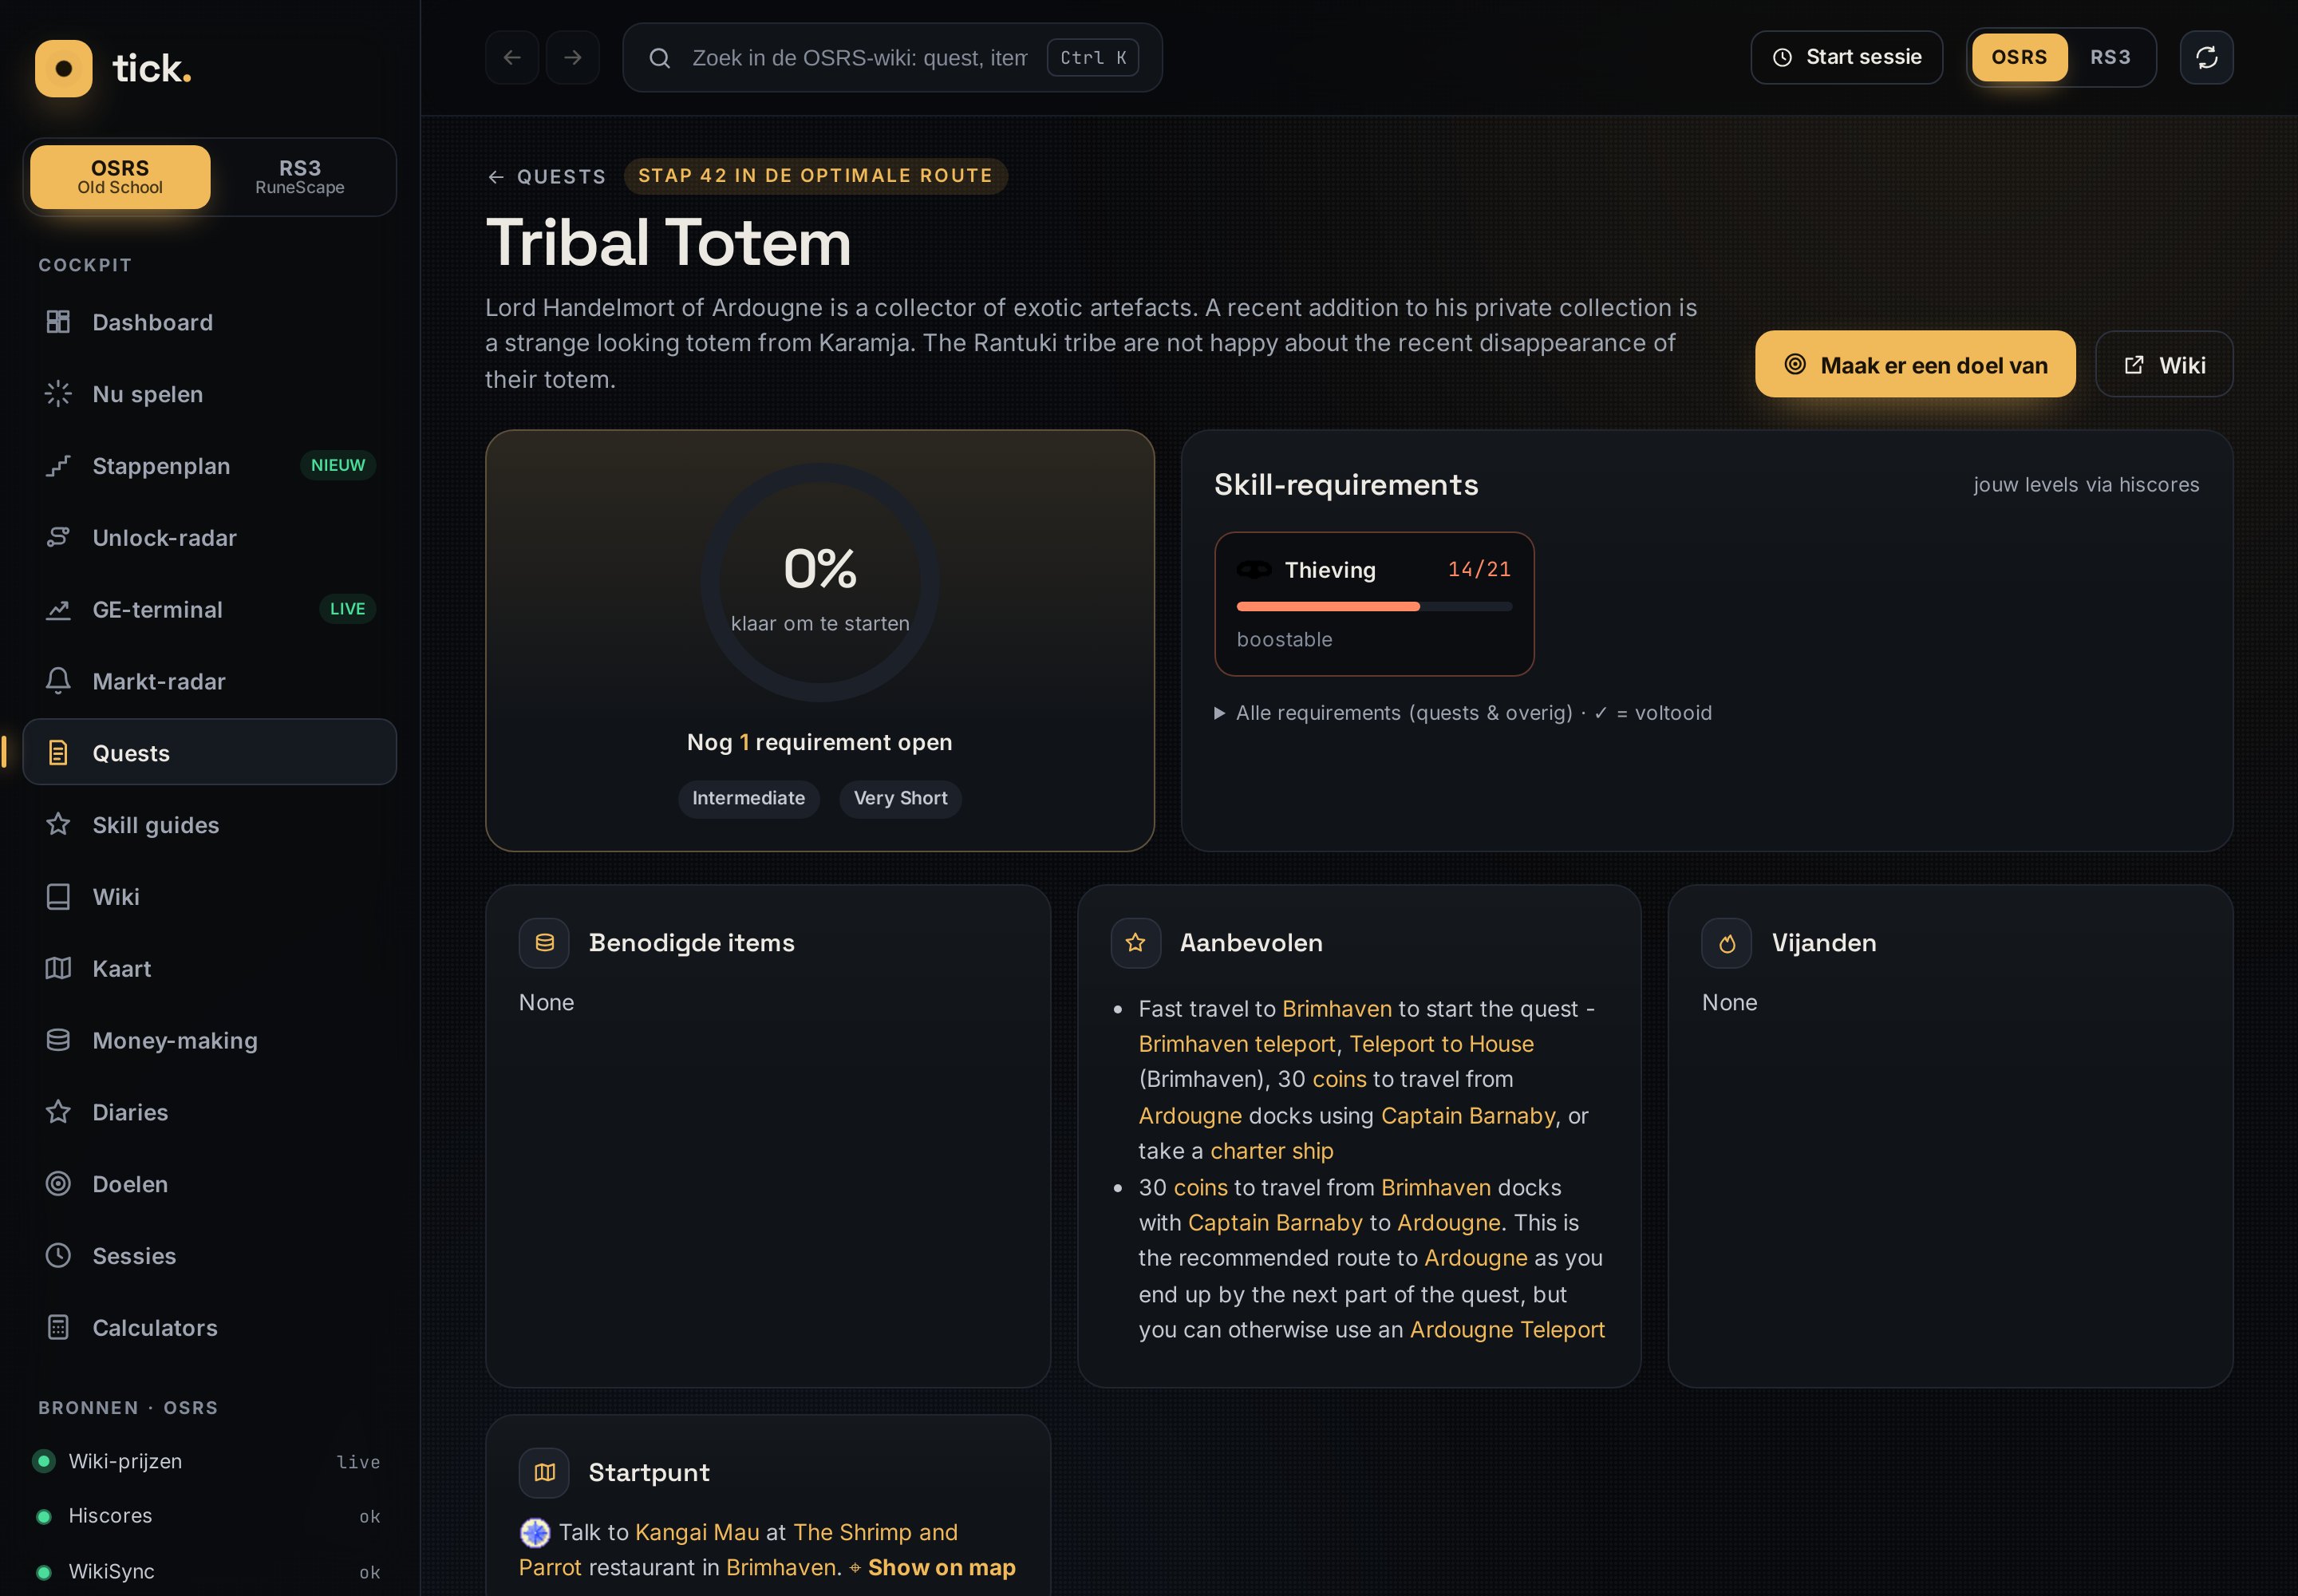 tick.
OSRS
Old School
RS3
RuneScape
COCKPIT
Dashboard
Nu spelen
Stappenplan NIEUW
Unlock-radar
GE-terminal LIVE
Markt-radar
Quests
Skill guides
Wiki
Kaart
Money-making
Diaries
Doelen
Sessies
Calculators
BRONNEN · OSRS
Wiki-prijzen live
Hiscores ok
WikiSync ok
Zoek in de OSRS-wiki: quest, item Ctrl K
Start sessie
OSRS RS3
← QUESTS STAP 42 IN DE OPTIMALE ROUTE
Tribal Totem
Lord Handelmort of Ardougne is a collector of exotic artefacts. A recent addition to his private collection is
a strange looking totem from Karamja. The Rantuki tribe are not happy about the recent disappearance of
their totem.
Maak er een doel van
Wiki
0%
klaar om te starten
Nog 1 requirement open
Intermediate Very Short
Skill-requirements jouw levels via hiscores
Thieving 14/21
boostable
▶ Alle requirements (quests & overig) · ✓ = voltooid
Benodigde items
None
Aanbevolen
• Fast travel to Brimhaven to start the quest -
Brimhaven teleport, Teleport to House
(Brimhaven), 30 coins to travel from
Ardougne docks using Captain Barnaby, or
take a charter ship
• 30 coins to travel from Brimhaven docks
with Captain Barnaby to Ardougne. This is
the recommended route to Ardougne as you
end up by the next part of the quest, but
you can otherwise use an Ardougne Teleport
Vijanden
None
Startpunt
Talk to Kangai Mau at The Shrimp and
Parrot restaurant in Brimhaven. ⌖ Show on map